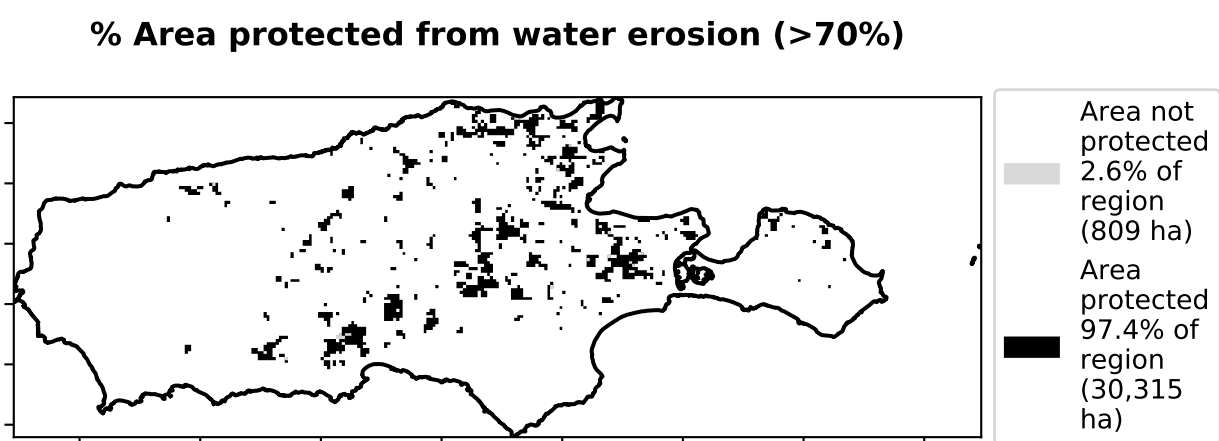 % Area protected from water erosion (>70%)
Area not
protected
2.6% of
region
(809 ha)
Area
protected
97.4% of
region
(30,315
ha)